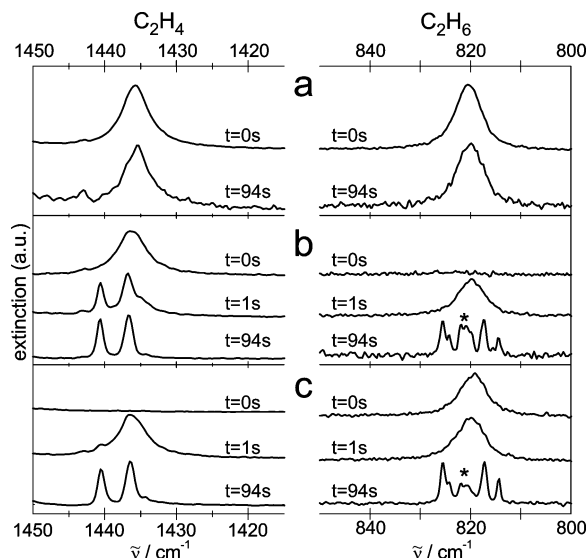 C₂H₄ C₂H₆
1450 1440 1430 1420 840 820 800
a
t=0s t=0s
t=94s t=94s
b
t=0s t=0s
t=1s t=1s
t=94s * t=94s
c
t=0s t=0s
t=1s t=1s
t=94s * t=94s
extinction (a.u.)
1450 1440 1430 1420 840 820 800
ν̃ / cm⁻¹ ν̃ / cm⁻¹